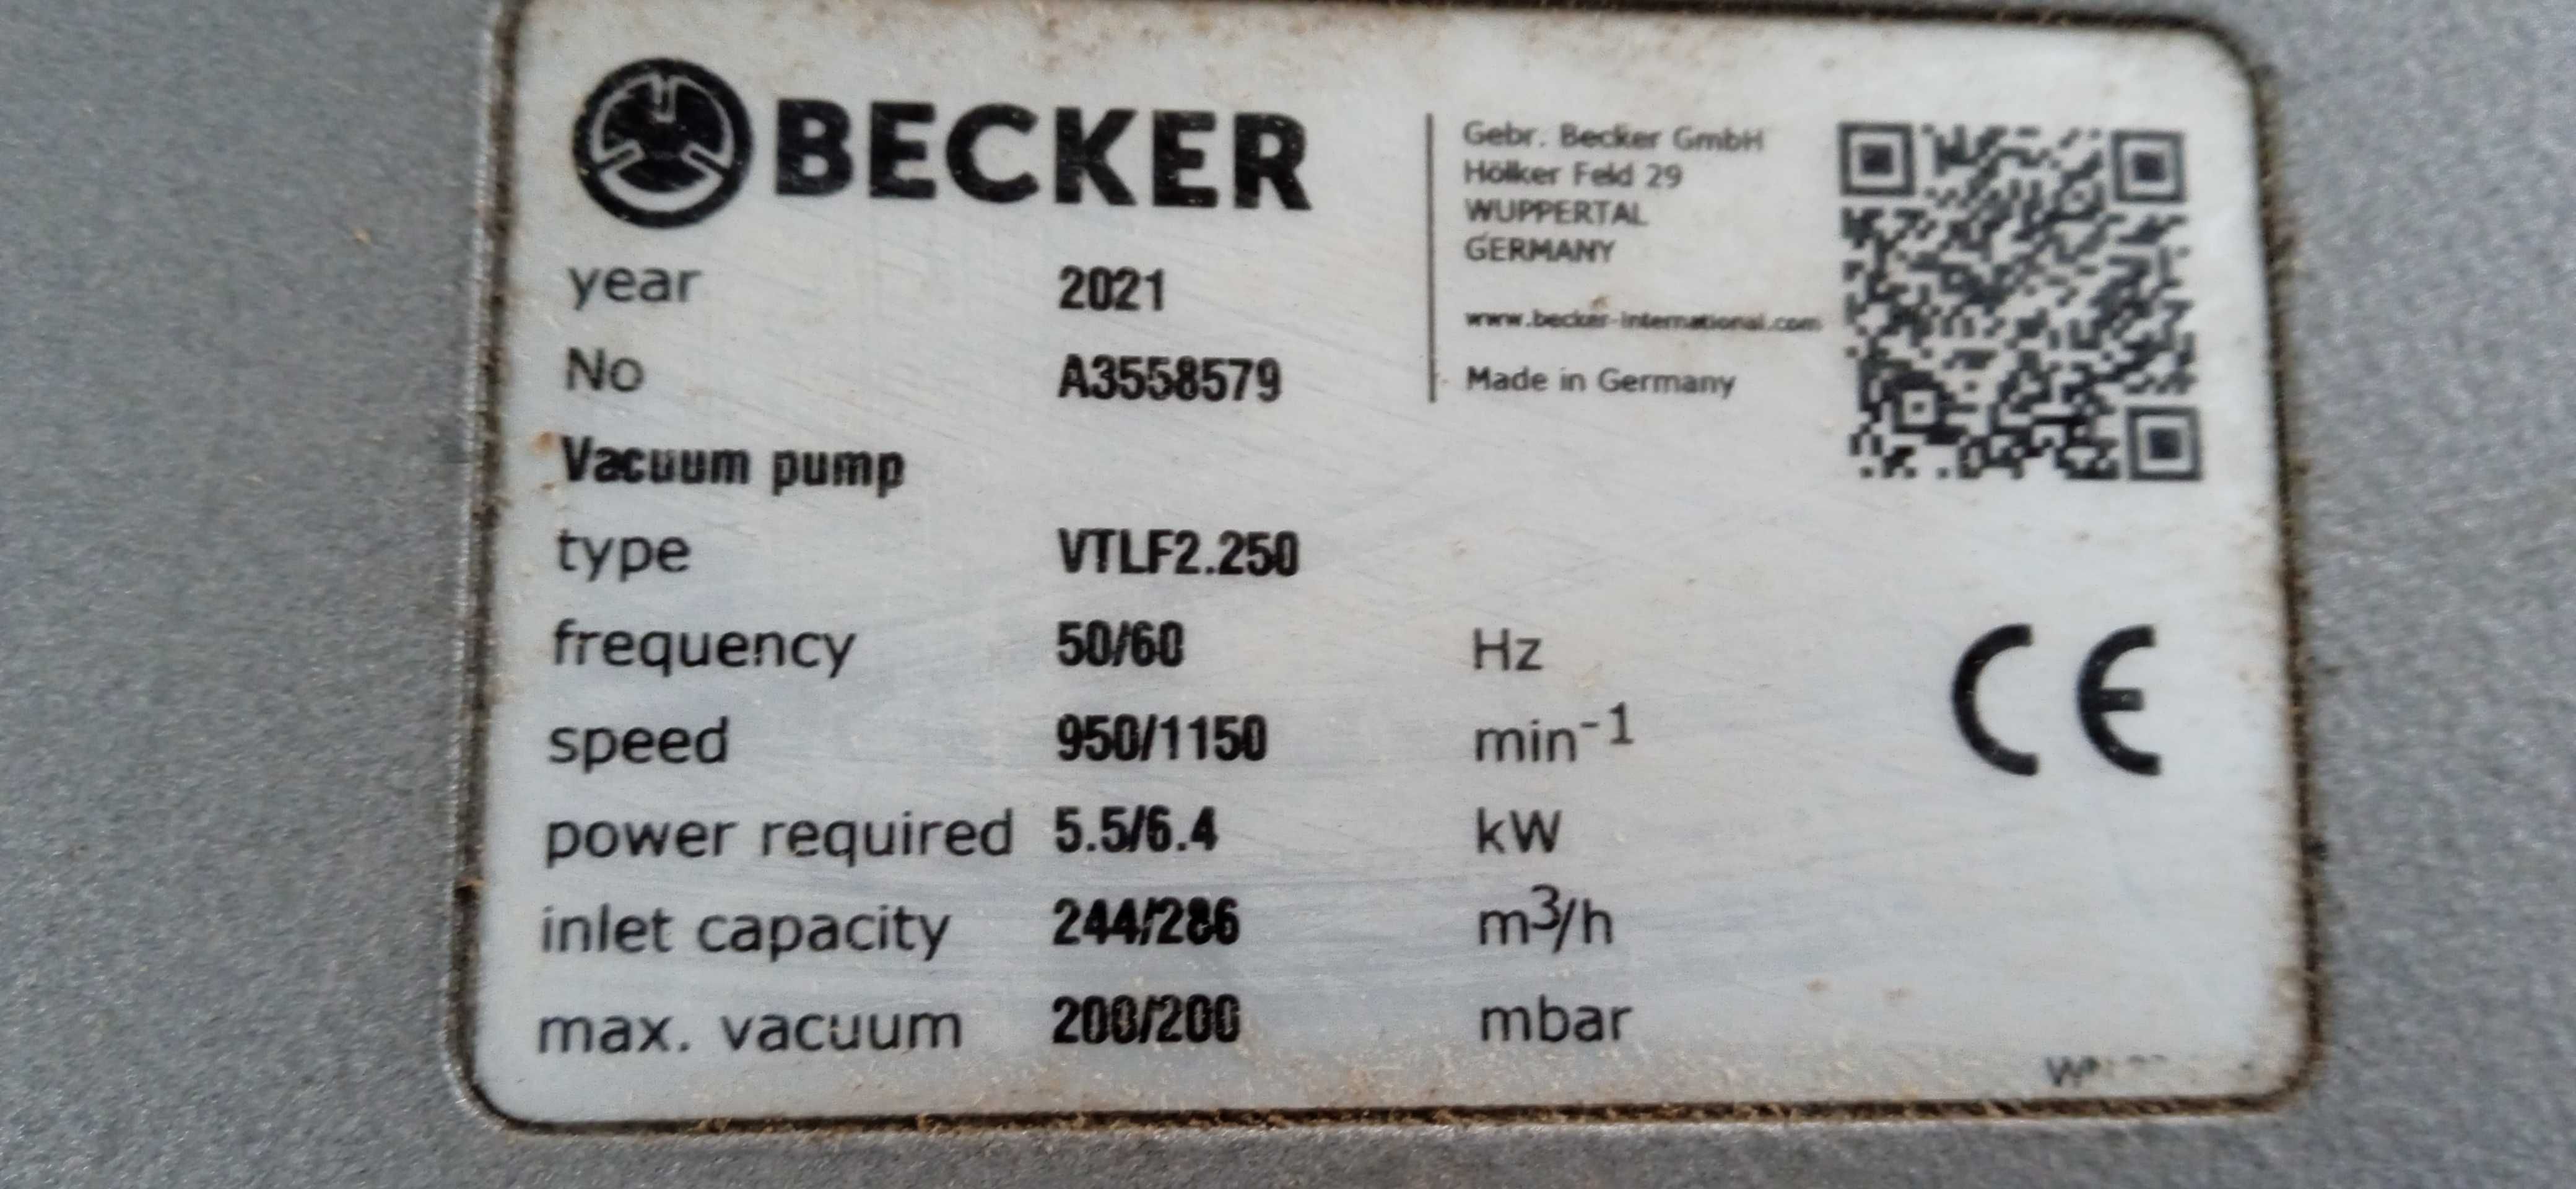 BECKER
Gebr. Becker GmbH
Hölker Feld 29
WUPPERTAL
GERMANY
www.becker-international.com
Made in Germany
year 2021
No A3558579
Vacuum pump
type VTLF2.250
frequency 50/60 Hz
speed 950/1150 min⁻¹
power required 5.5/6.4 kW
inlet capacity 244/286 m³/h
max. vacuum 200/200 mbar
CE